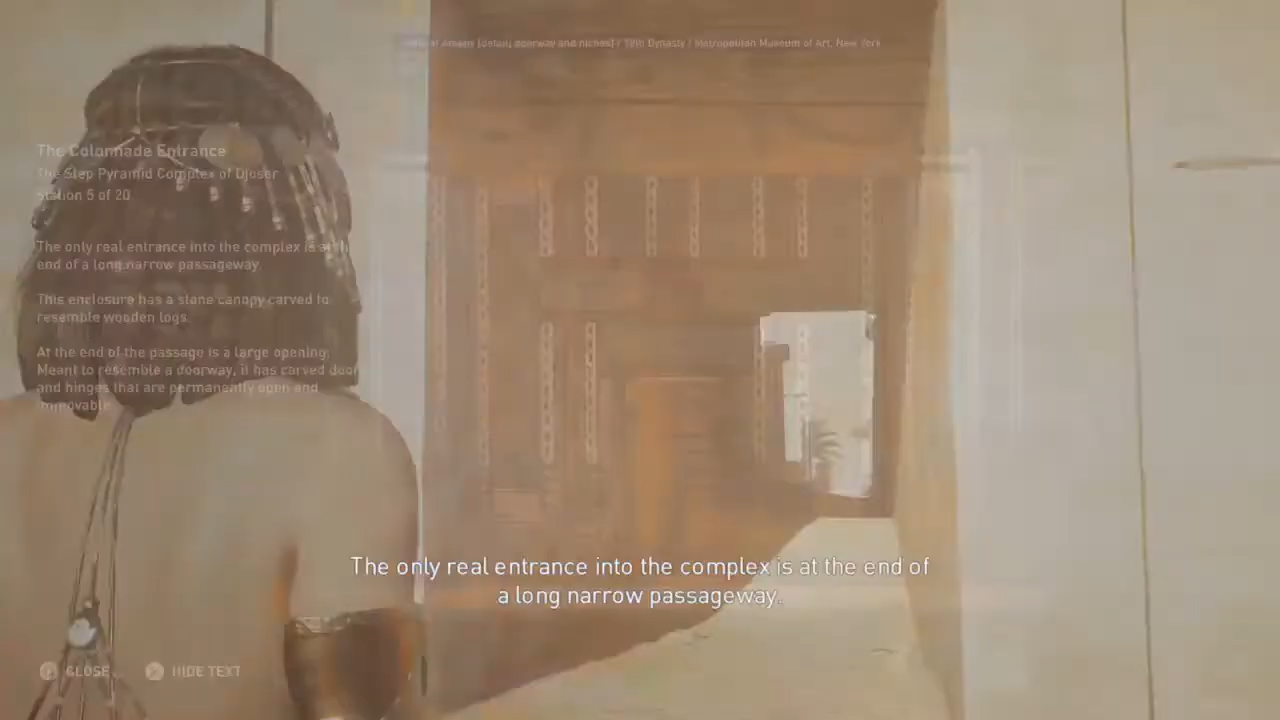 [detail, doorway and niches] / 18th Dynasty / Metropolitan Museum of Art, New York
The Colonnade Entrance
The Step Pyramid Complex of Djoser
Station 5 of 20
The only real entrance into the complex is at the
end of a long narrow passageway.
This enclosure has a stone canopy carved to
resemble wooden logs.
At the end of the passage is a large opening.
Meant to resemble a doorway, it has carved door
and hinges that are permanently open and
immovable.
The only real entrance into the complex is at the end of
a long narrow passageway.
CLOSE
HIDE TEXT